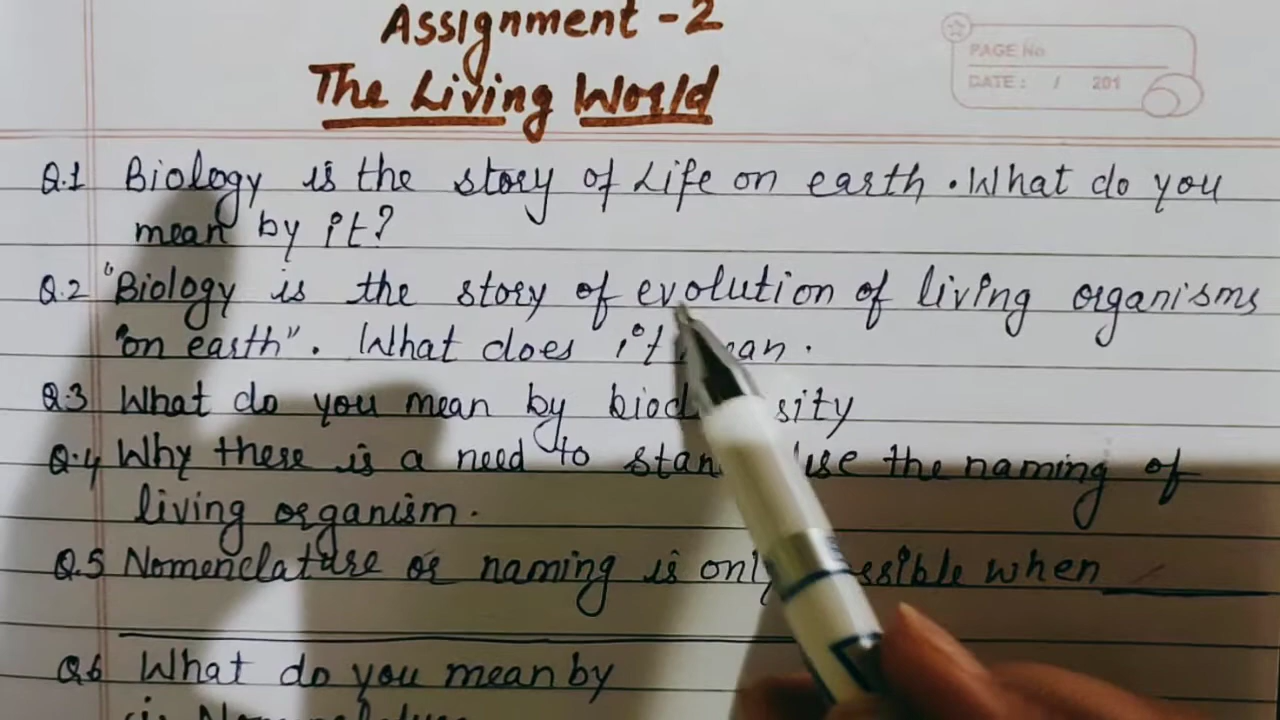 Assignment - 2
The Living World
PAGE No
DATE : / 201
Q.1 Biology is the story of Life on earth . What do you
mean by it?
Q.2 "Biology is the story of evolution of living organisms
"on earth". What does it .
Q.3 What do you mean by
Q.4 Why there is a need to the naming of
living organism.
Q.5 Nomenclature or naming is only when
Q6 What do you mean by